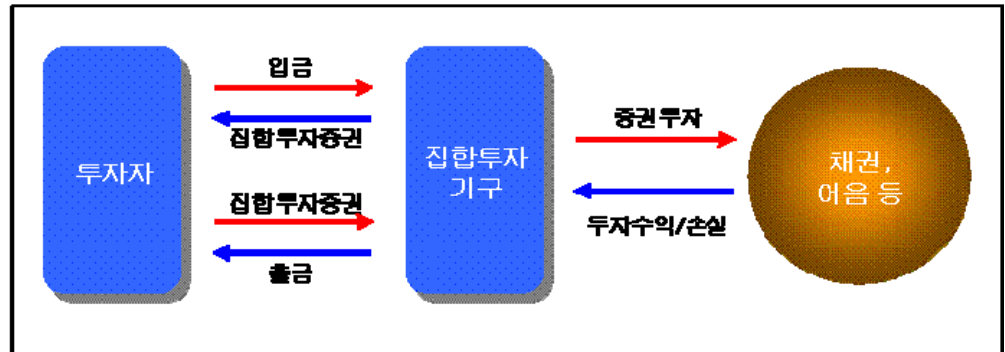 투자자
입금
집합투자증권
집합투자증권
출금
집합투자
기구
증권투자
투자수익/손실
채권,
어음 등